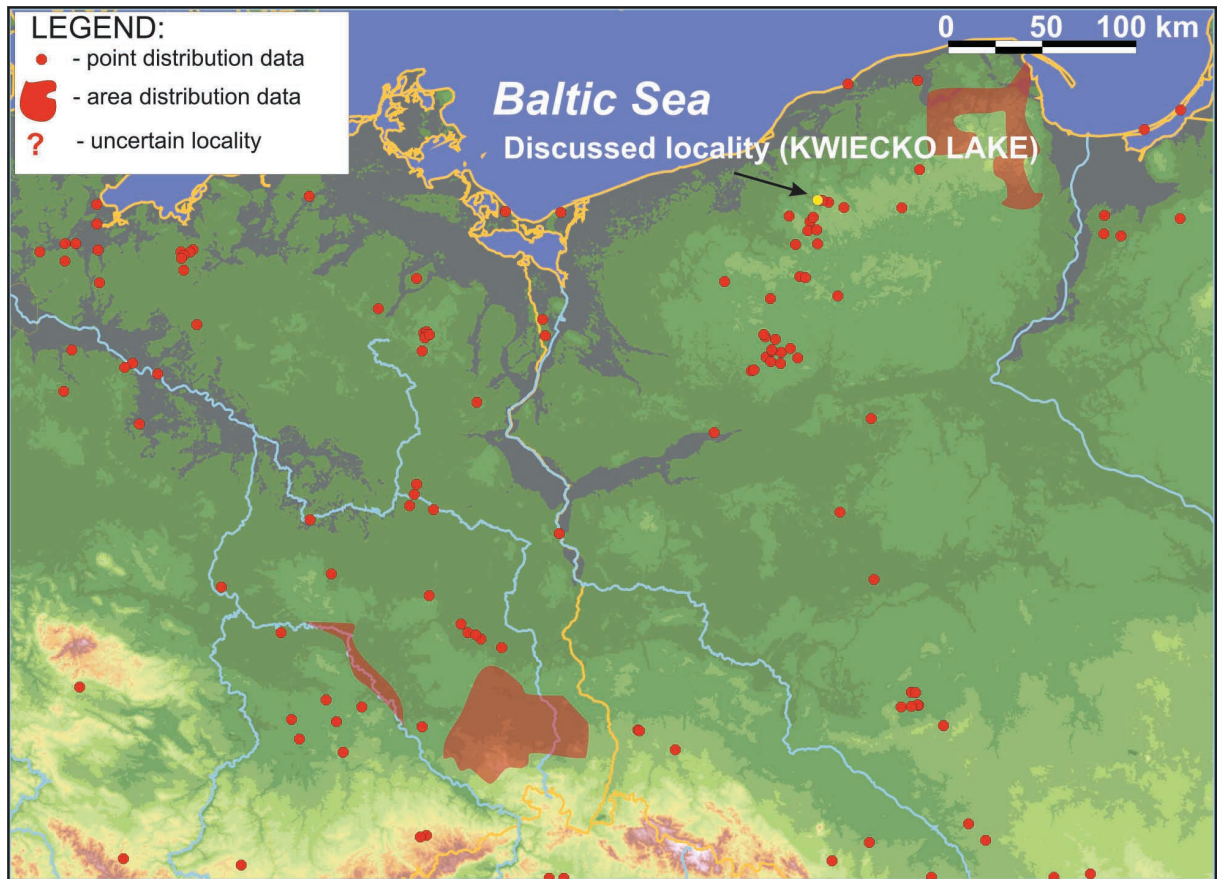 LEGEND:
- point distribution data
- area distribution data
? - uncertain locality
0 50 100 km
Baltic Sea
Discussed locality (KWIECKO LAKE)